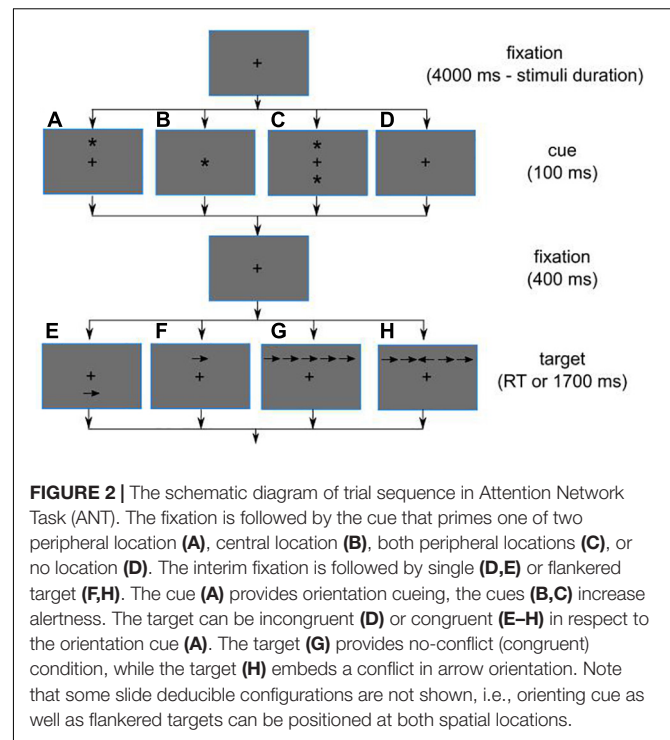 fixation
(4000 ms - stimuli duration)
A B C D
cue
(100 ms)
fixation
(400 ms)
E F G H
target
(RT or 1700 ms)
FIGURE 2 | The schematic diagram of trial sequence in Attention Network
Task (ANT). The fixation is followed by the cue that primes one of two
peripheral location (A), central location (B), both peripheral locations (C), or
no location (D). The interim fixation is followed by single (D,E) or flankered
target (F,H). The cue (A) provides orientation cueing, the cues (B,C) increase
alertness. The target can be incongruent (D) or congruent (E–H) in respect to
the orientation cue (A). The target (G) provides no-conflict (congruent)
condition, while the target (H) embeds a conflict in arrow orientation. Note
that some slide deducible configurations are not shown, i.e., orienting cue as
well as flankered targets can be positioned at both spatial locations.